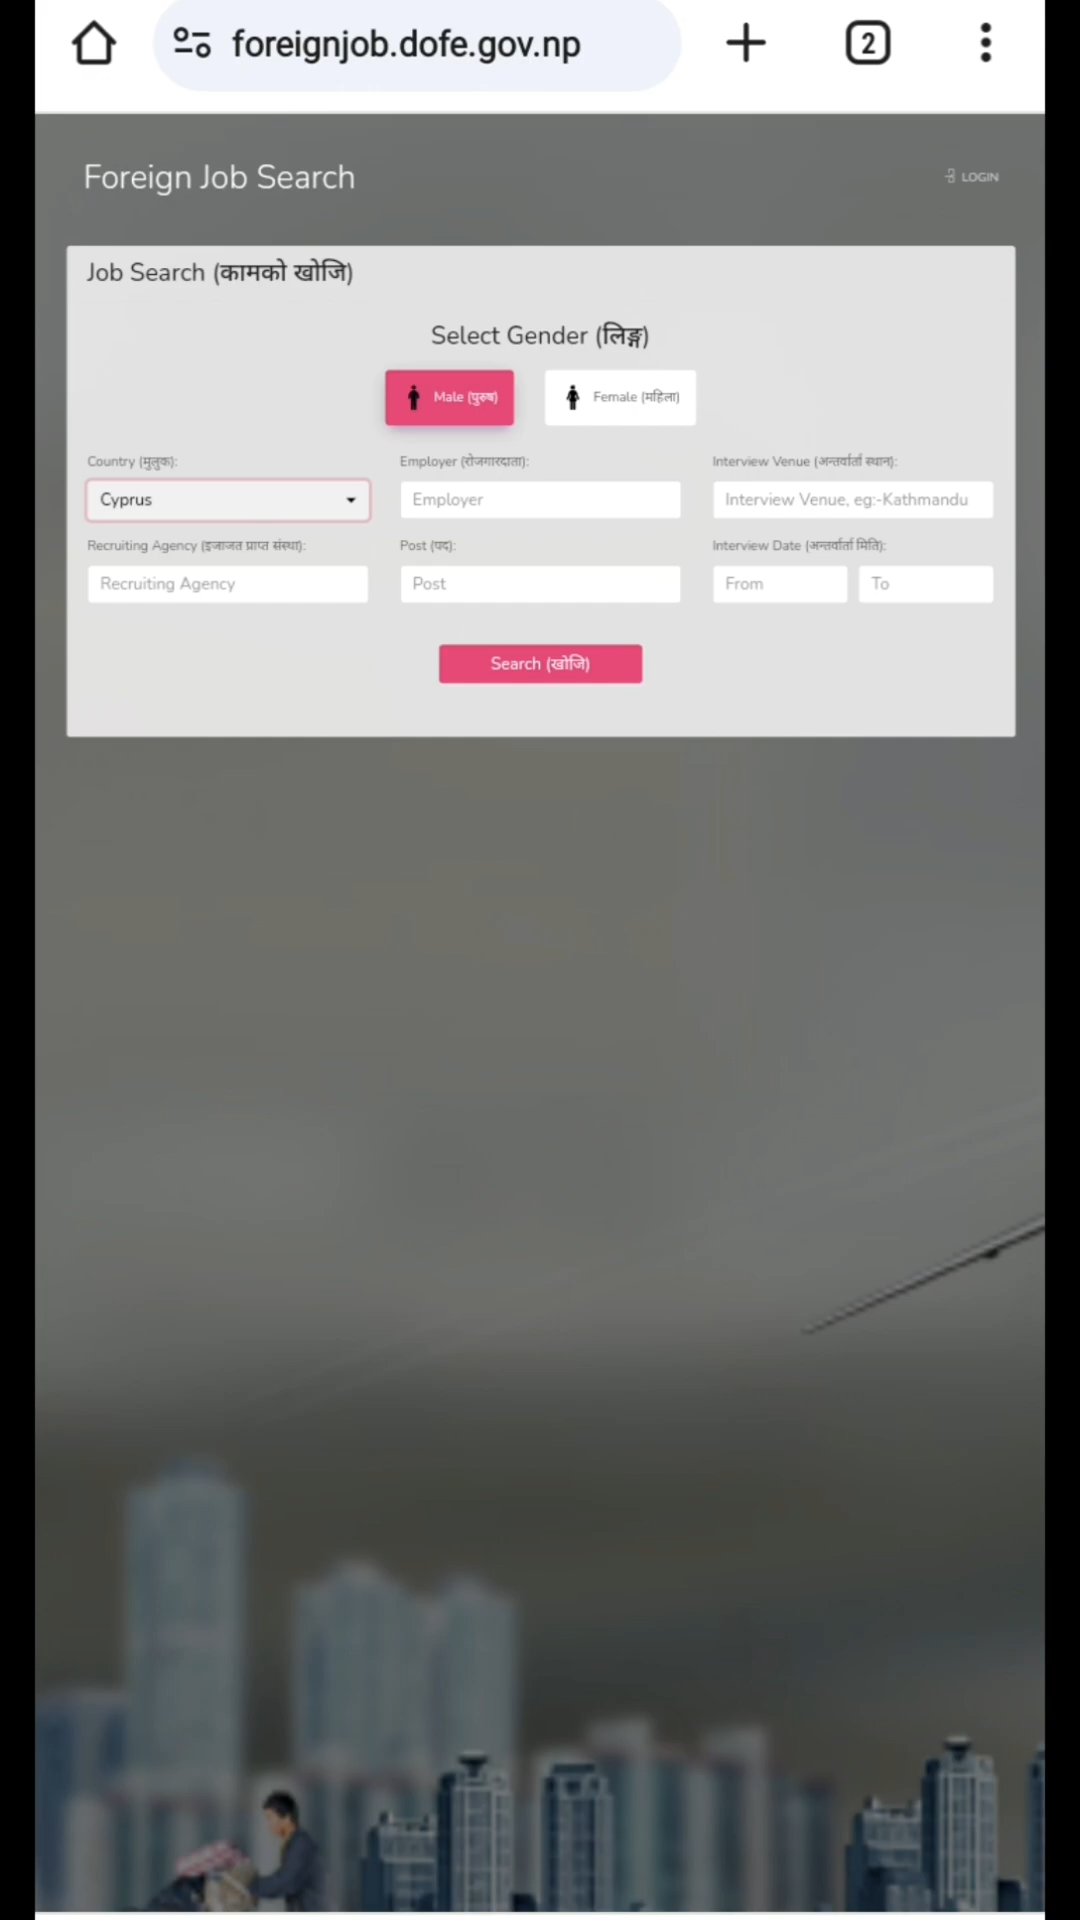 foreignjob.dofe.gov.np
2
Foreign Job Search
LOGIN
Job Search (कामको खोजि)
Select Gender (लिङ्ग)
Male (पुरुष) Female (महिला)
Country (मुलुक): Employer (रोजगारदाता): Interview Venue (अन्तर्वार्ता स्थान):
Cyprus Employer Interview Venue, eg:-Kathmandu
Recruiting Agency (इजाजत प्राप्त संस्था): Post (पद): Interview Date (अन्तर्वार्ता मिति):
Recruiting Agency Post From To
Search (खोजि)